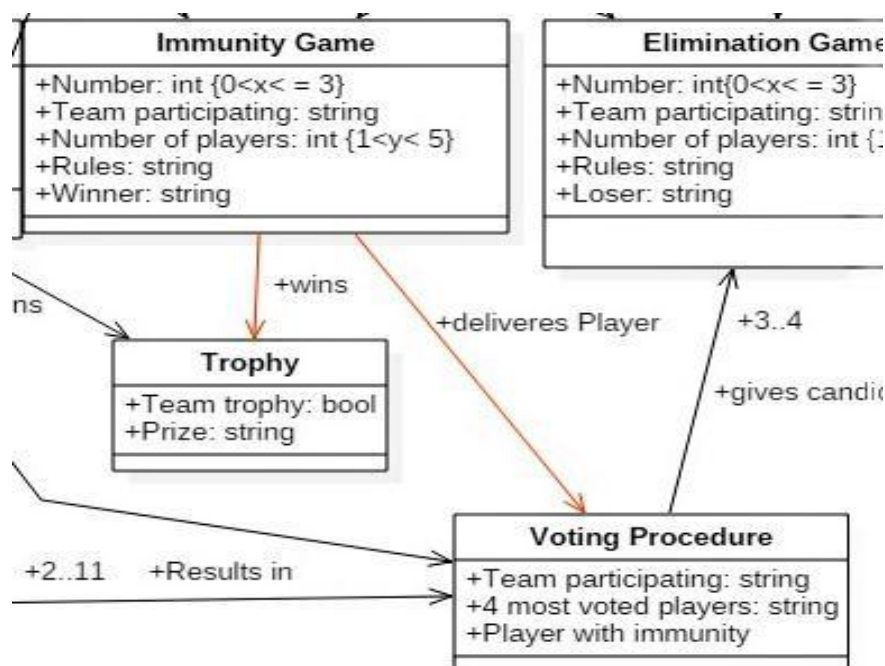 Immunity Game
+Number: int {0<x< = 3}
+Team participating: string
+Number of players: int {1<y< 5}
+Rules: string
+Winner: string
Elimination Game
+Number: int{0<x< = 3}
+Team participating: strin
+Number of players: int {1
+Rules: string
+Loser: string
ns
+wins
+deliveres Player
+3..4
+gives candid
Trophy
+Team trophy: bool
+Prize: string
+2..11 +Results in
Voting Procedure
+Team participating: string
+4 most voted players: string
+Player with immunity